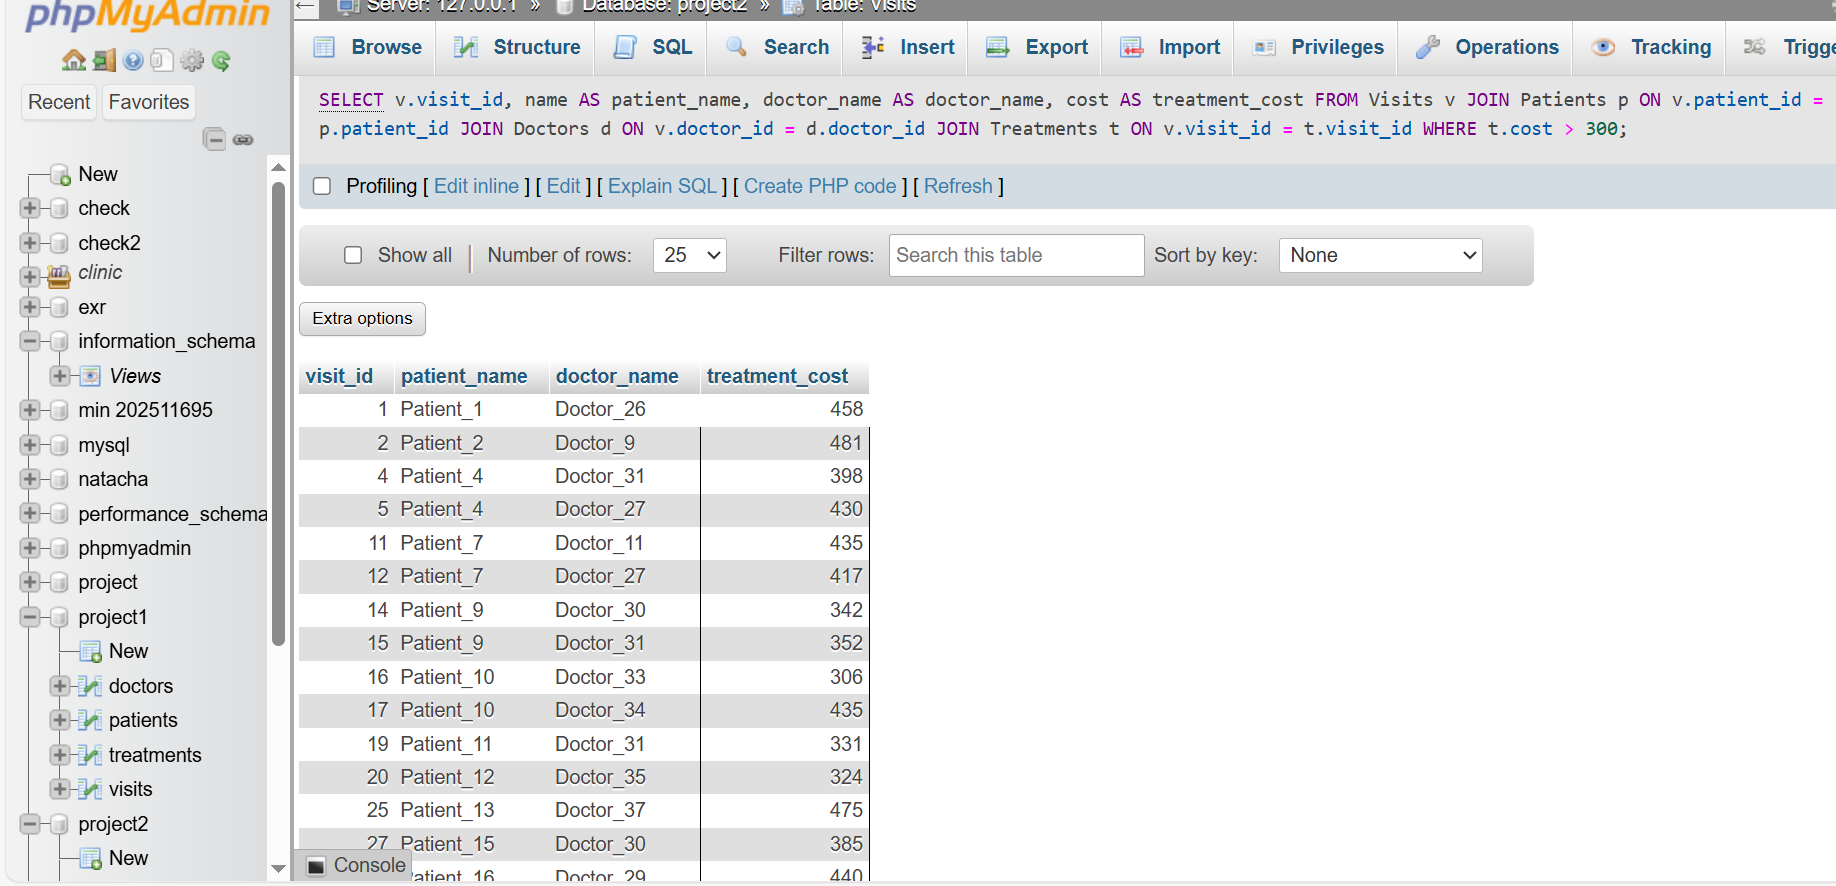 phpMyAdmin
Recent Favorites
New
check
check2
clinic
exr
information_schema
Views
min 202511695
mysql
natacha
performance_schema
phpmyadmin
project
project1
New
doctors
patients
treatments
visits
project2
New
Server: 127.0.0.1 » Database: project2 » Table: Visits
Browse Structure SQL Search Insert Export Import Privileges Operations Tracking Trigge
SELECT v.visit_id, name AS patient_name, doctor_name AS doctor_name, cost AS treatment_cost FROM Visits v JOIN Patients p ON v.patient_id =
p.patient_id JOIN Doctors d ON v.doctor_id = d.doctor_id JOIN Treatments t ON v.visit_id = t.visit_id WHERE t.cost > 300;
Profiling [ Edit inline ] [ Edit ] [ Explain SQL ] [ Create PHP code ] [ Refresh ]
Show all Number of rows: 25 Filter rows: Search this table Sort by key: None
Extra options
visit_id patient_name doctor_name treatment_cost
1 Patient_1 Doctor_26 458
2 Patient_2 Doctor_9 481
4 Patient_4 Doctor_31 398
5 Patient_4 Doctor_27 430
11 Patient_7 Doctor_11 435
12 Patient_7 Doctor_27 417
14 Patient_9 Doctor_30 342
15 Patient_9 Doctor_31 352
16 Patient_10 Doctor_33 306
17 Patient_10 Doctor_34 435
19 Patient_11 Doctor_31 331
20 Patient_12 Doctor_35 324
25 Patient_13 Doctor_37 475
27 Patient_15 Doctor_30 385
Patient_16 Doctor_29 440
Console